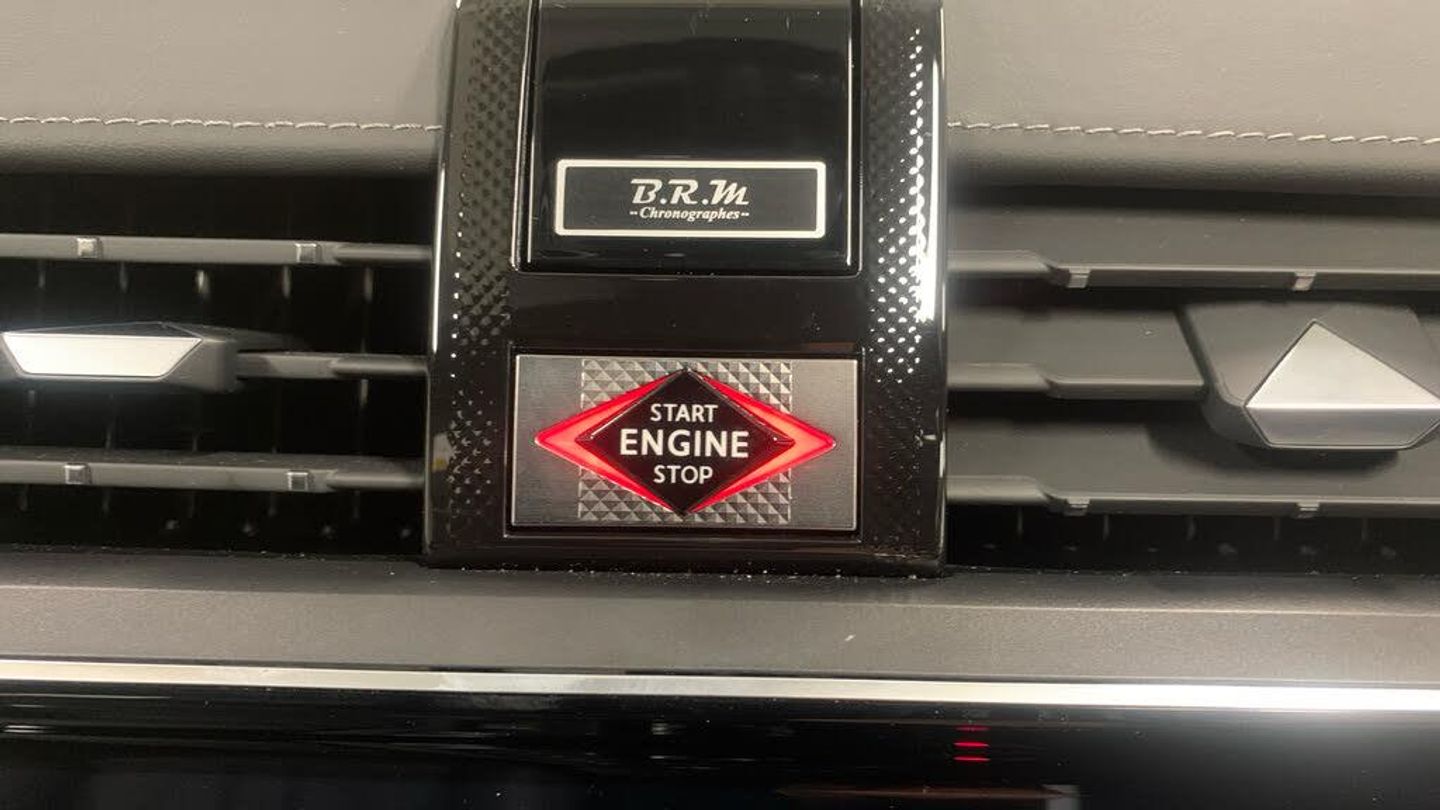 B.R.M
--Chronographes--
START
ENGINE
STOP